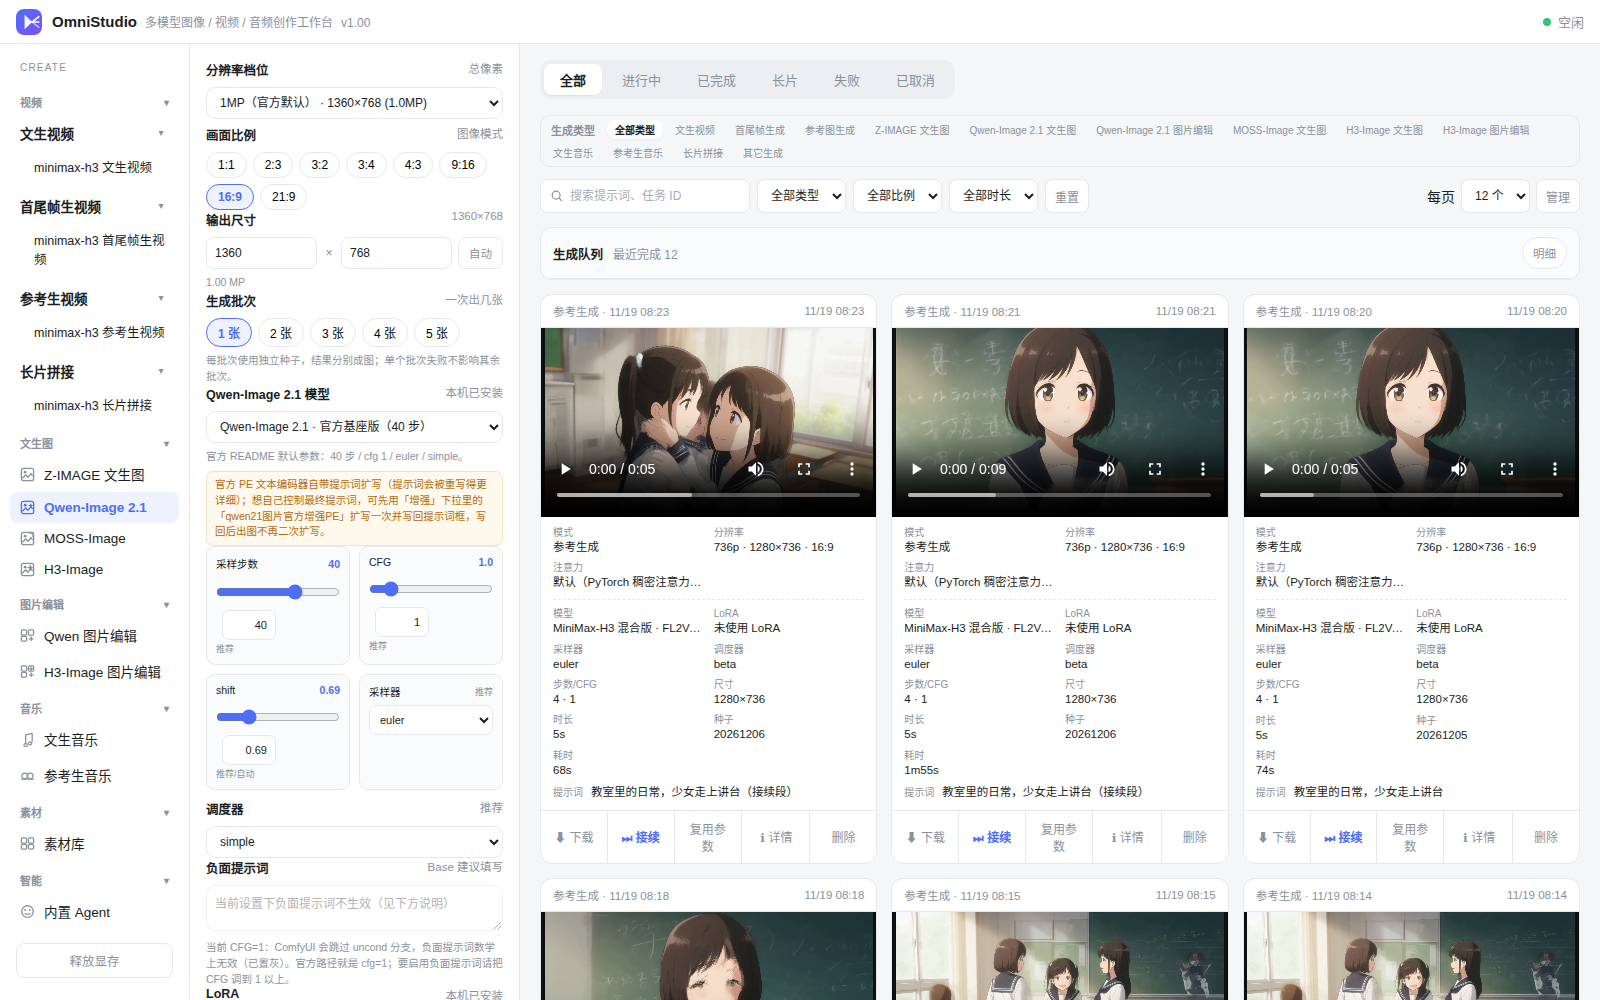 OmniStudio 多模型图像 / 视频 / 音频创作工作台 v1.00
空闲
CREATE
视频
文生视频
minimax-h3 文生视频
首尾帧生视频
minimax-h3 首尾帧生视
频
参考生视频
minimax-h3 参考生视频
长片拼接
minimax-h3 长片拼接
文生图
Z-IMAGE 文生图
Qwen-Image 2.1
MOSS-Image
H3-Image
图片编辑
Qwen 图片编辑
H3-Image 图片编辑
音乐
文生音乐
参考生音乐
素材
素材库
智能
内置 Agent
释放显存
分辨率档位 总像素
1MP（官方默认） · 1360×768 (1.0MP)
画面比例 图像模式
1:1 2:3 3:2 3:4 4:3 9:16
16:9 21:9
输出尺寸 1360×768
1360 × 768 自动
1.00 MP
生成批次 一次出几张
1 张 2 张 3 张 4 张 5 张
每批次使用独立种子，结果分别成图；单个批次失败不影响其余
批次。
Qwen-Image 2.1 模型 本机已安装
Qwen-Image 2.1 · 官方基座版（40 步）
官方 README 默认参数：40 步 / cfg 1 / euler / simple。
官方 PE 文本编码器自带提示词扩写（提示词会被重写得更
详细）；想自己控制最终提示词，可先用「增强」下拉里的
「qwen21图片官方增强PE」扩写一次并写回提示词框，写
回后出图不再二次扩写。
采样步数 40
40
推荐
CFG 1.0
1
推荐
shift 0.69
0.69
推荐/自动
采样器 推荐
euler
调度器 推荐
simple
负面提示词 Base 建议填写
当前设置下负面提示词不生效（见下方说明）
当前 CFG=1：ComfyUI 会跳过 uncond 分支，负面提示词数学
上无效（已置灰）。官方路径就是 cfg=1；要启用负面提示词请把
CFG 调到 1 以上。
LoRA 本机已安装
全部 进行中 已完成 长片 失败 已取消
生成类型 全部类型 文生视频 首尾帧生成 参考图生成 Z-IMAGE 文生图 Qwen-Image 2.1 文生图 Qwen-Image 2.1 图片编辑 MOSS-Image 文生图 H3-Image 文生图 H3-Image 图片编辑
文生音乐 参考生音乐 长片拼接 其它生成
搜索提示词、任务 ID 全部类型 全部比例 全部时长 重置 每页 12 个 管理
生成队列 最近完成 12 明细
参考生成 · 11/19 08:23 11/19 08:23
0:00 / 0:05
模式 分辨率
参考生成 736p · 1280×736 · 16:9
注意力
默认（PyTorch 稠密注意力…
模型 LoRA
MiniMax-H3 混合版 · FL2V… 未使用 LoRA
采样器 调度器
euler beta
步数/CFG 尺寸
4 · 1 1280×736
时长 种子
5s 20261206
耗时
68s
提示词 教室里的日常，少女走上讲台（接续段）
下载 接续 复用参数 详情 删除
参考生成 · 11/19 08:21 11/19 08:21
0:00 / 0:09
模式 分辨率
参考生成 736p · 1280×736 · 16:9
注意力
默认（PyTorch 稠密注意力…
模型 LoRA
MiniMax-H3 混合版 · FL2V… 未使用 LoRA
采样器 调度器
euler beta
步数/CFG 尺寸
4 · 1 1280×736
时长 种子
5s 20261206
耗时
1m55s
提示词 教室里的日常，少女走上讲台（接续段）
下载 接续 复用参数 详情 删除
参考生成 · 11/19 08:20 11/19 08:20
0:00 / 0:05
模式 分辨率
参考生成 736p · 1280×736 · 16:9
注意力
默认（PyTorch 稠密注意力…
模型 LoRA
MiniMax-H3 混合版 · FL2V… 未使用 LoRA
采样器 调度器
euler beta
步数/CFG 尺寸
4 · 1 1280×736
时长 种子
5s 20261205
耗时
74s
提示词 教室里的日常，少女走上讲台
下载 接续 复用参数 详情 删除
参考生成 · 11/19 08:18 11/19 08:18
参考生成 · 11/19 08:15 11/19 08:15
参考生成 · 11/19 08:14 11/19 08:14